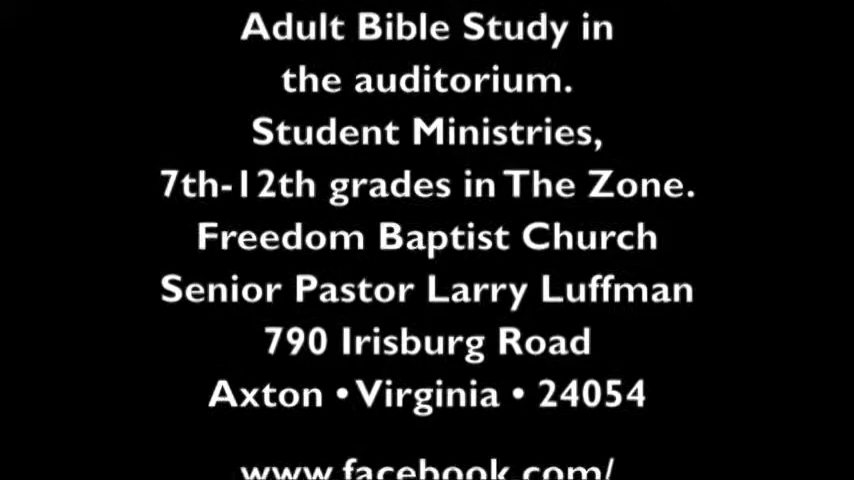 Adult Bible Study in
the auditorium.
Student Ministries,
7th-12th grades in The Zone.
Freedom Baptist Church
Senior Pastor Larry Luffman
790 Irisburg Road
Axton • Virginia • 24054
www.facebook.com/